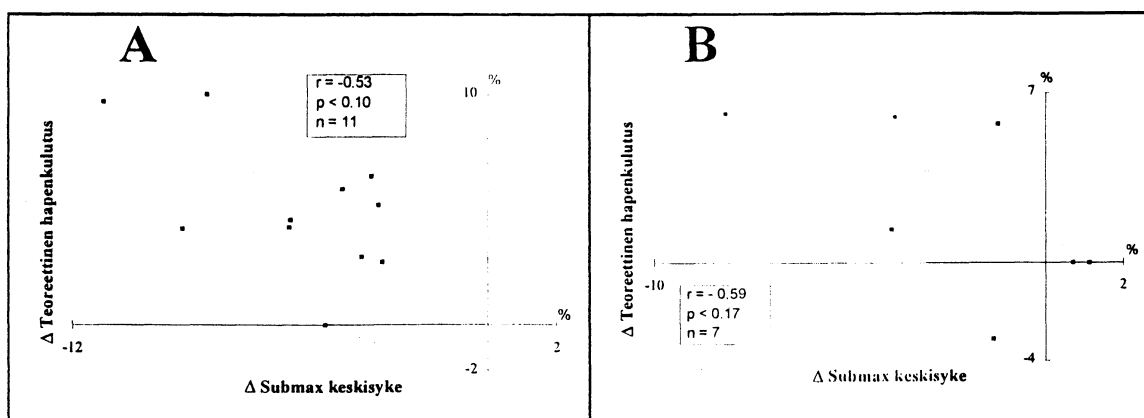 A
%
10
r = -0.53
p < 0.10
n = 11
Δ Teoreettinen hapenkulutus
%
-12
2
-2
Δ Submax keskisyke
B
%
7
Δ Teoreettinen hapenkulutus
%
-10
2
r = - 0.59
p < 0.17
n = 7
-4
Δ Submax keskisyke